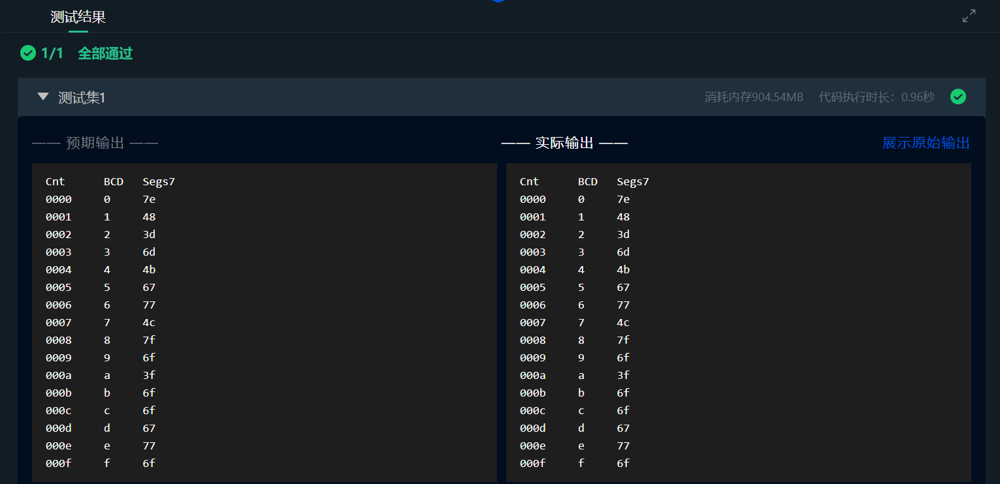 测试结果
1/1 全部通过
测试集1 消耗内存904.54MB 代码执行时长：0.96秒
—— 预期输出 —— —— 实际输出 —— 展示原始输出
Cnt BCD Segs7 Cnt BCD Segs7
0000 0 7e 0000 0 7e
0001 1 48 0001 1 48
0002 2 3d 0002 2 3d
0003 3 6d 0003 3 6d
0004 4 4b 0004 4 4b
0005 5 67 0005 5 67
0006 6 77 0006 6 77
0007 7 4c 0007 7 4c
0008 8 7f 0008 8 7f
0009 9 6f 0009 9 6f
000a a 3f 000a a 3f
000b b 6f 000b b 6f
000c c 6f 000c c 6f
000d d 67 000d d 67
000e e 77 000e e 77
000f f 6f 000f f 6f